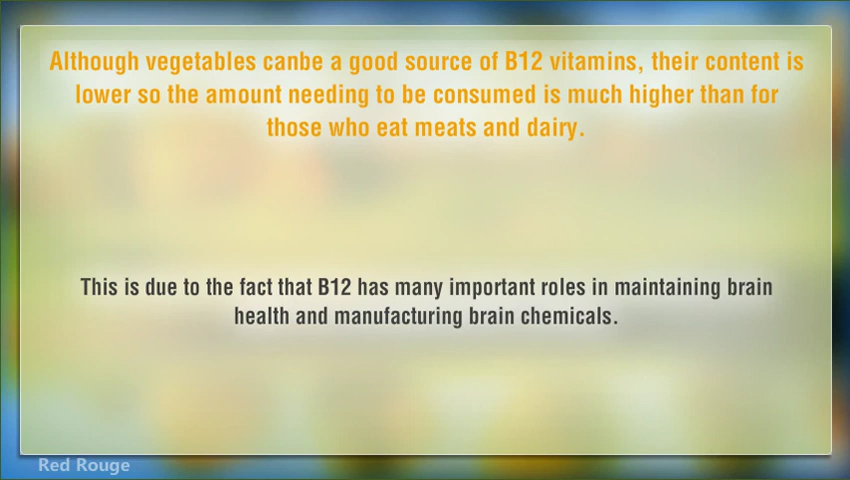 Although vegetables canbe a good source of B12 vitamins, their content is
lower so the amount needing to be consumed is much higher than for
those who eat meats and dairy.
This is due to the fact that B12 has many important roles in maintaining brain
health and manufacturing brain chemicals.
Red Rouge